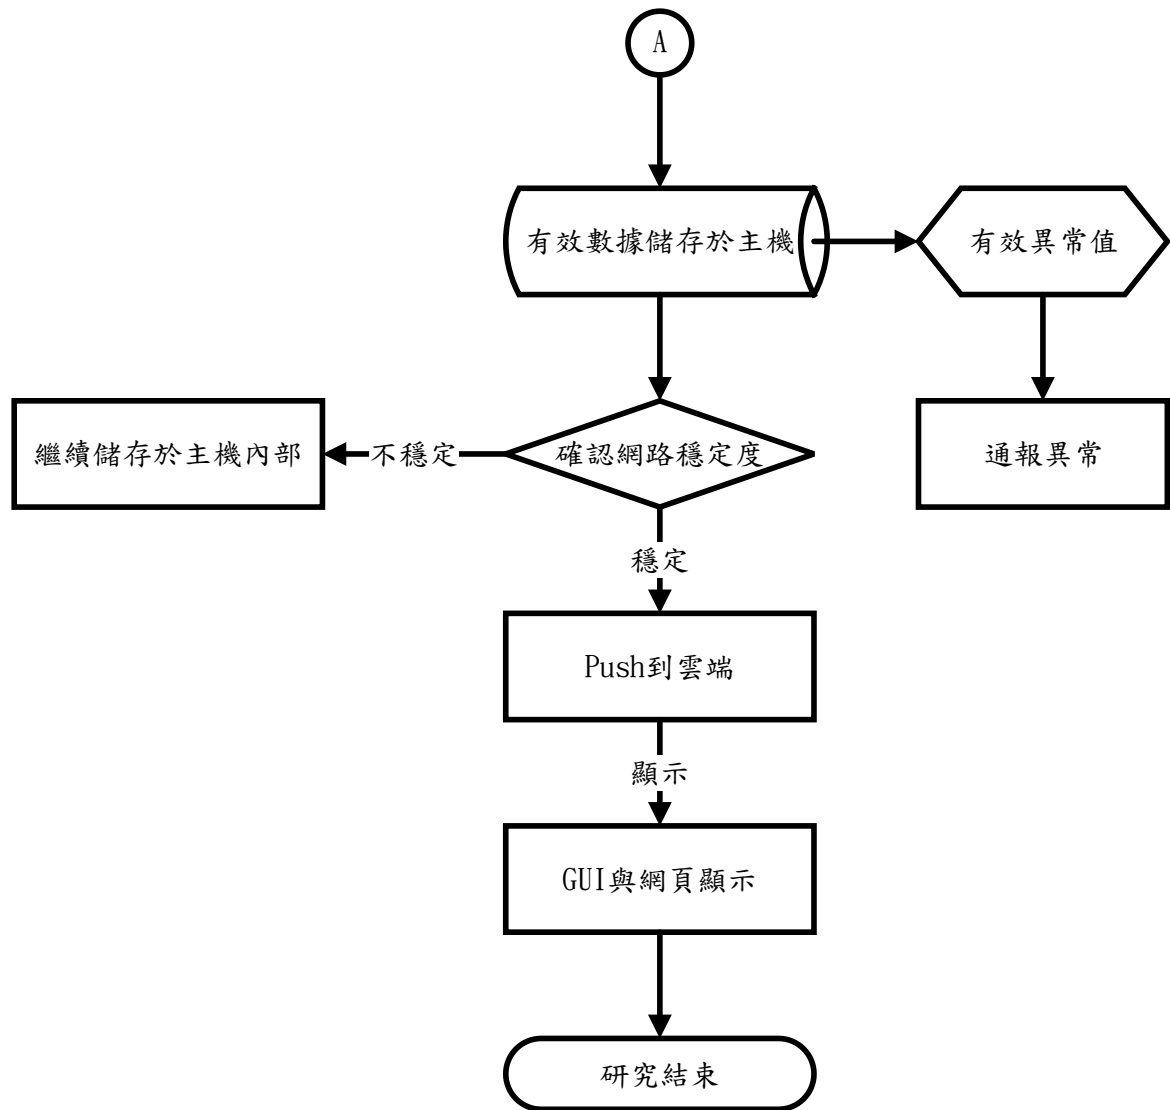 A
有效數據儲存於主機
有效異常值
繼續儲存於主機內部
不穩定
確認網路穩定度
通報異常
穩定
Push到雲端
顯示
GUI與網頁顯示
研究結束